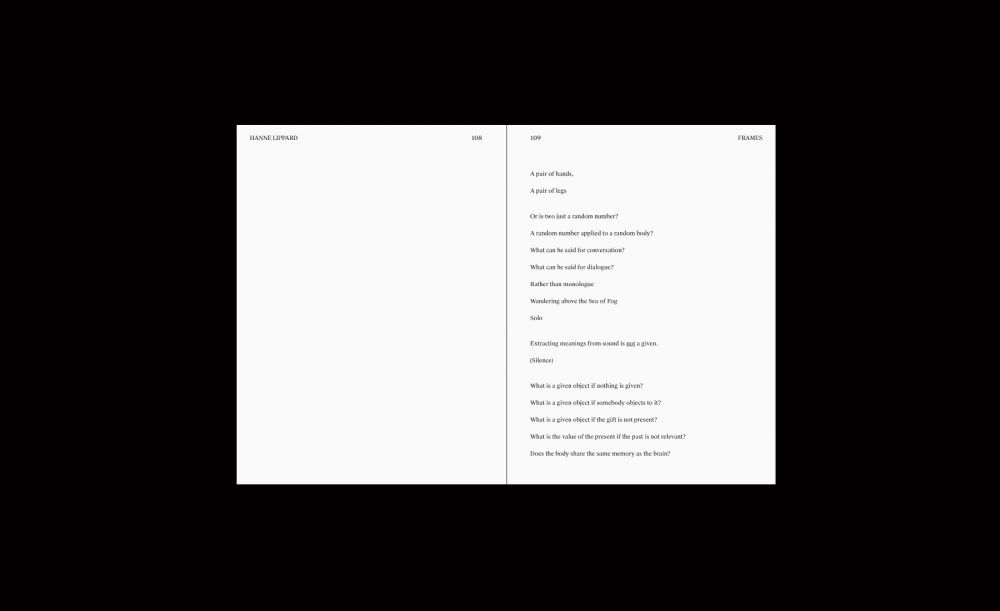 HANNE LIPPARD
108
109
FRAMES
A pair of hands,
A pair of legs
Or is two just a random number?
A random number applied to a random body?
What can be said for conversation?
What can be said for dialogue?
Rather than monologue
Wandering above the Sea of Fog
Solo
Extracting meanings from sound is not a given.
(Silence)
What is a given object if nothing is given?
What is a given object if somebody objects to it?
What is a given object if the gift is not present?
What is the value of the present if the past is not relevant?
Does the body share the same memory as the brain?